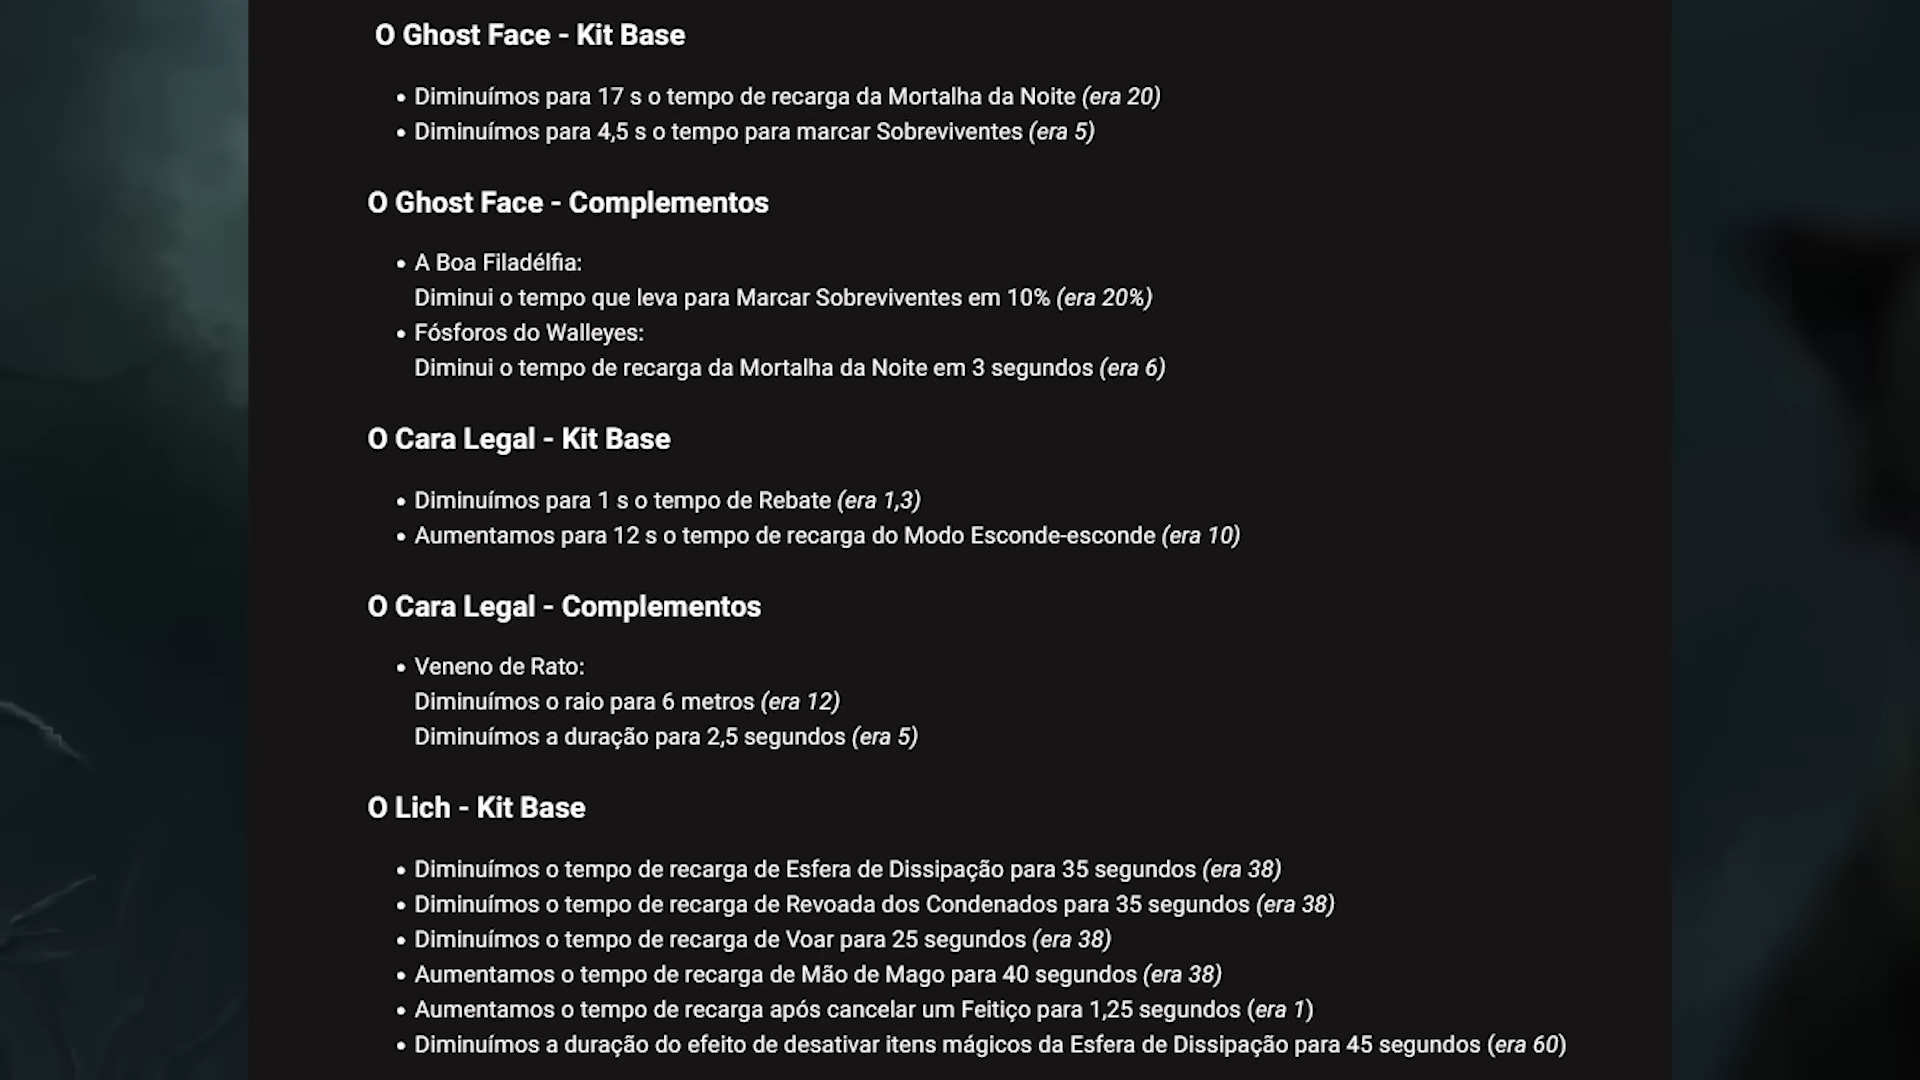 O Ghost Face - Kit Base
• Diminuímos para 17 s o tempo de recarga da Mortalha da Noite (era 20)
• Diminuímos para 4,5 s o tempo para marcar Sobreviventes (era 5)
O Ghost Face - Complementos
• A Boa Filadélfia:
Diminui o tempo que leva para Marcar Sobreviventes em 10% (era 20%)
• Fósforos do Walleyes:
Diminui o tempo de recarga da Mortalha da Noite em 3 segundos (era 6)
O Cara Legal - Kit Base
• Diminuímos para 1 s o tempo de Rebate (era 1,3)
• Aumentamos para 12 s o tempo de recarga do Modo Esconde-esconde (era 10)
O Cara Legal - Complementos
• Veneno de Rato:
Diminuímos o raio para 6 metros (era 12)
Diminuímos a duração para 2,5 segundos (era 5)
O Lich - Kit Base
• Diminuímos o tempo de recarga de Esfera de Dissipação para 35 segundos (era 38)
• Diminuímos o tempo de recarga de Revoada dos Condenados para 35 segundos (era 38)
• Diminuímos o tempo de recarga de Voar para 25 segundos (era 38)
• Aumentamos o tempo de recarga de Mão de Mago para 40 segundos (era 38)
• Aumentamos o tempo de recarga após cancelar um Feitiço para 1,25 segundos (era 1)
• Diminuímos a duração do efeito de desativar itens mágicos da Esfera de Dissipação para 45 segundos (era 60)